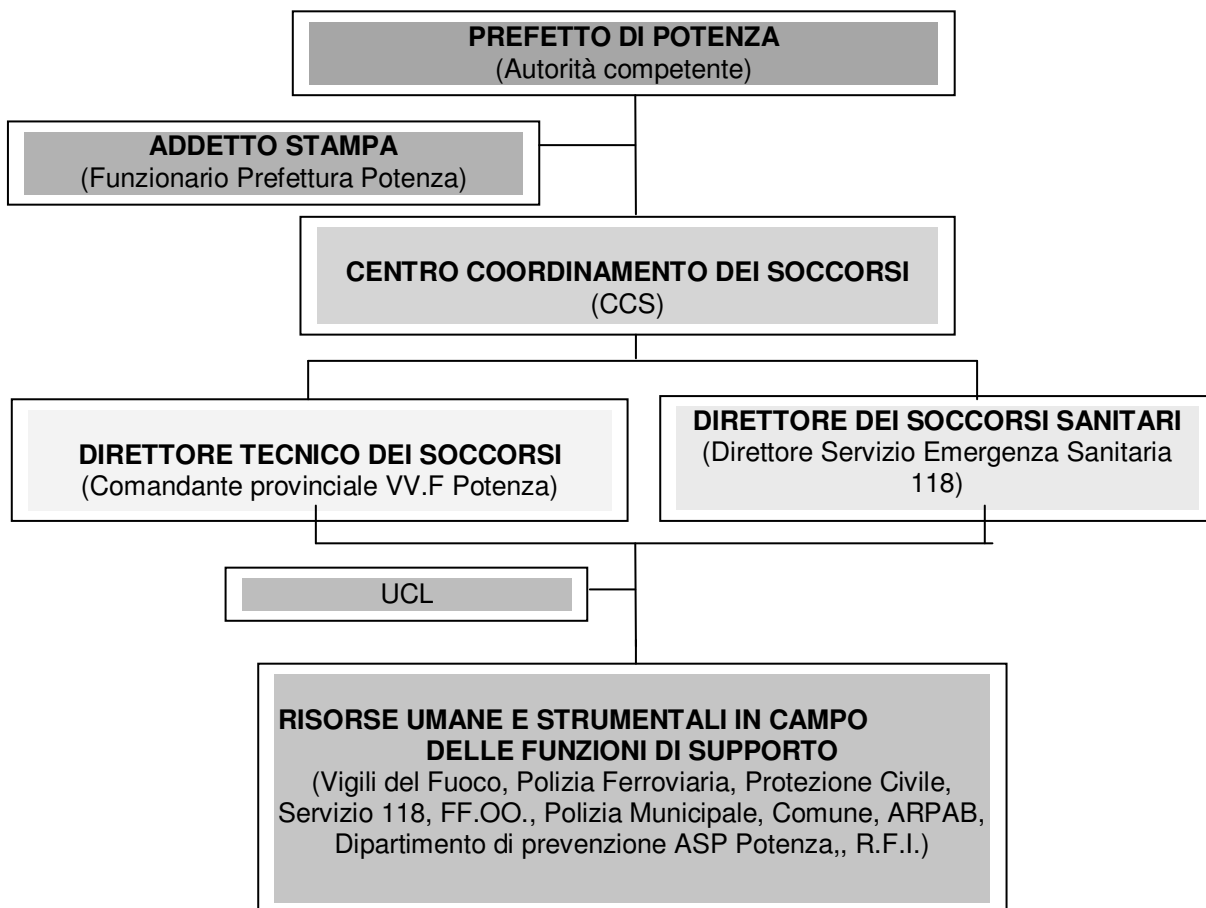 PREFETTO DI POTENZA
(Autorità competente)
ADDETTO STAMPA
(Funzionario Prefettura Potenza)
CENTRO COORDINAMENTO DEI SOCCORSI
(CCS)
DIRETTORE TECNICO DEI SOCCORSI
(Comandante provinciale VV.F Potenza)
DIRETTORE DEI SOCCORSI SANITARI
(Direttore Servizio Emergenza Sanitaria
118)
UCL
RISORSE UMANE E STRUMENTALI IN CAMPO
DELLE FUNZIONI DI SUPPORTO
(Vigili del Fuoco, Polizia Ferroviaria, Protezione Civile,
Servizio 118, FF.OO., Polizia Municipale, Comune, ARPAB,
Dipartimento di prevenzione ASP Potenza,, R.F.I.)